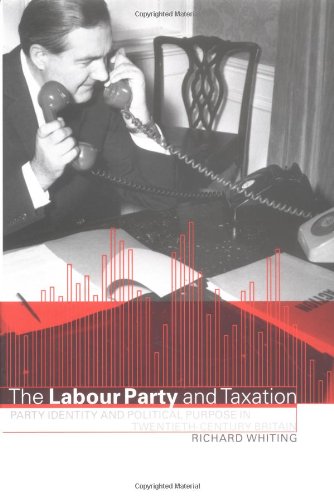 The Labour Party and Taxation
PARTY IDENTITY AND POLITICAL PURPOSE IN
TWENTIETH-CENTURY BRITAIN
RICHARD WHITING